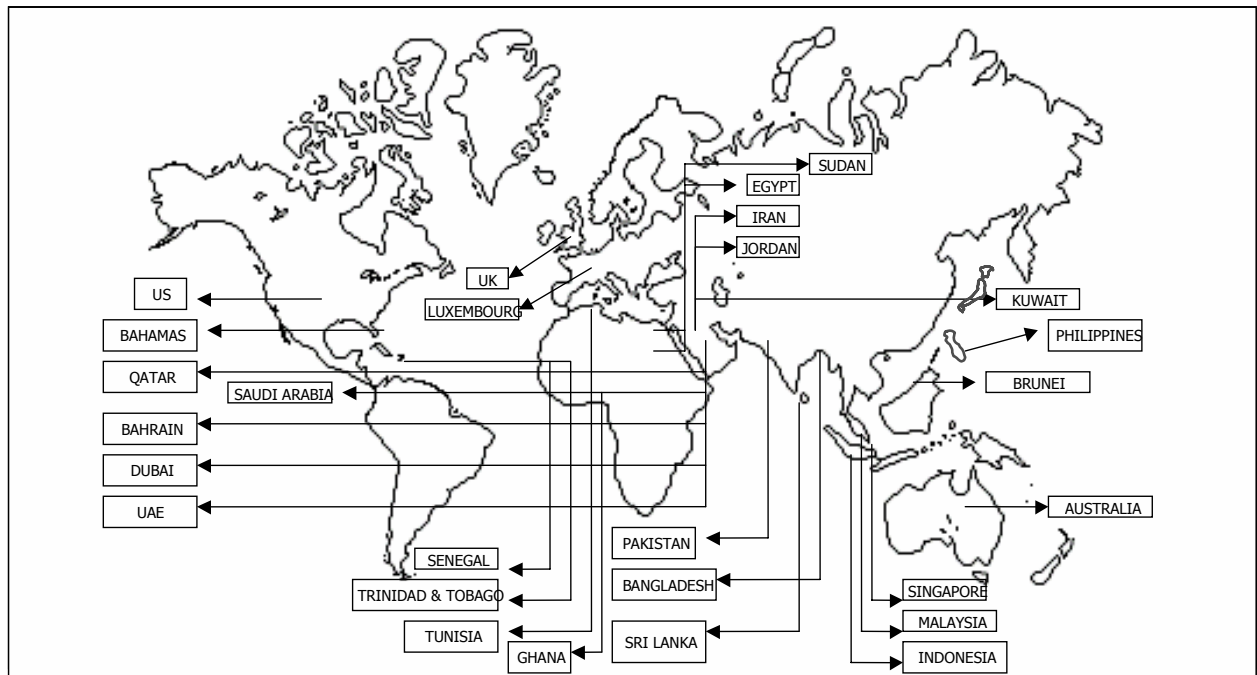 SUDAN
EGYPT
IRAN
JORDAN
UK
US
LUXEMBOURG
KUWAIT
BAHAMAS
PHILIPPINES
QATAR
SAUDI ARABIA
BRUNEI
BAHRAIN
DUBAI
UAE
AUSTRALIA
PAKISTAN
SENEGAL
BANGLADESH
TRINIDAD & TOBAGO
SINGAPORE
MALAYSIA
TUNISIA
SRI LANKA
GHANA
INDONESIA